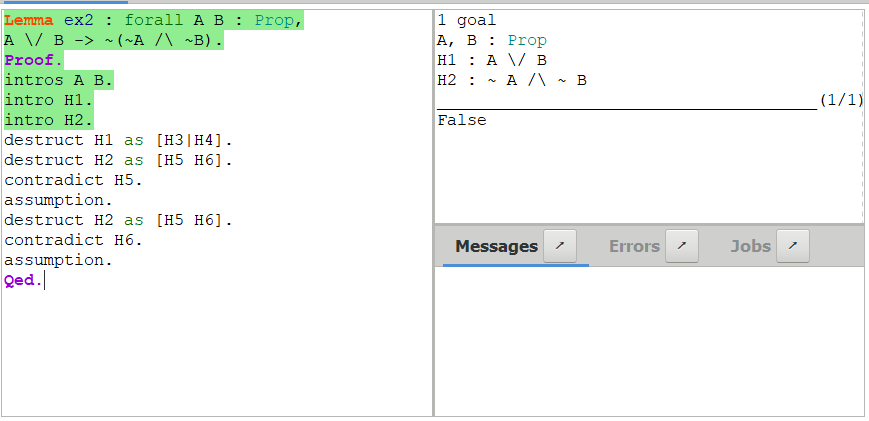 Lemma ex2 : forall A B : Prop,
A \/ B -> ~(~A /\ ~B).
Proof.
intros A B.
intro H1.
intro H2.
destruct H1 as [H3|H4].
destruct H2 as [H5 H6].
contradict H5.
assumption.
destruct H2 as [H5 H6].
contradict H6.
assumption.
Qed.
1 goal
A, B : Prop
H1 : A \/ B
H2 : ~ A /\ ~ B
______________________________________(1/1)
False
Messages ↗ Errors ↗ Jobs ↗